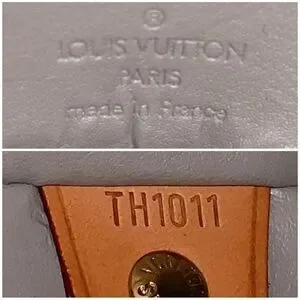 ®
LOUIS VUITTON
PARIS
made in France
TH1011